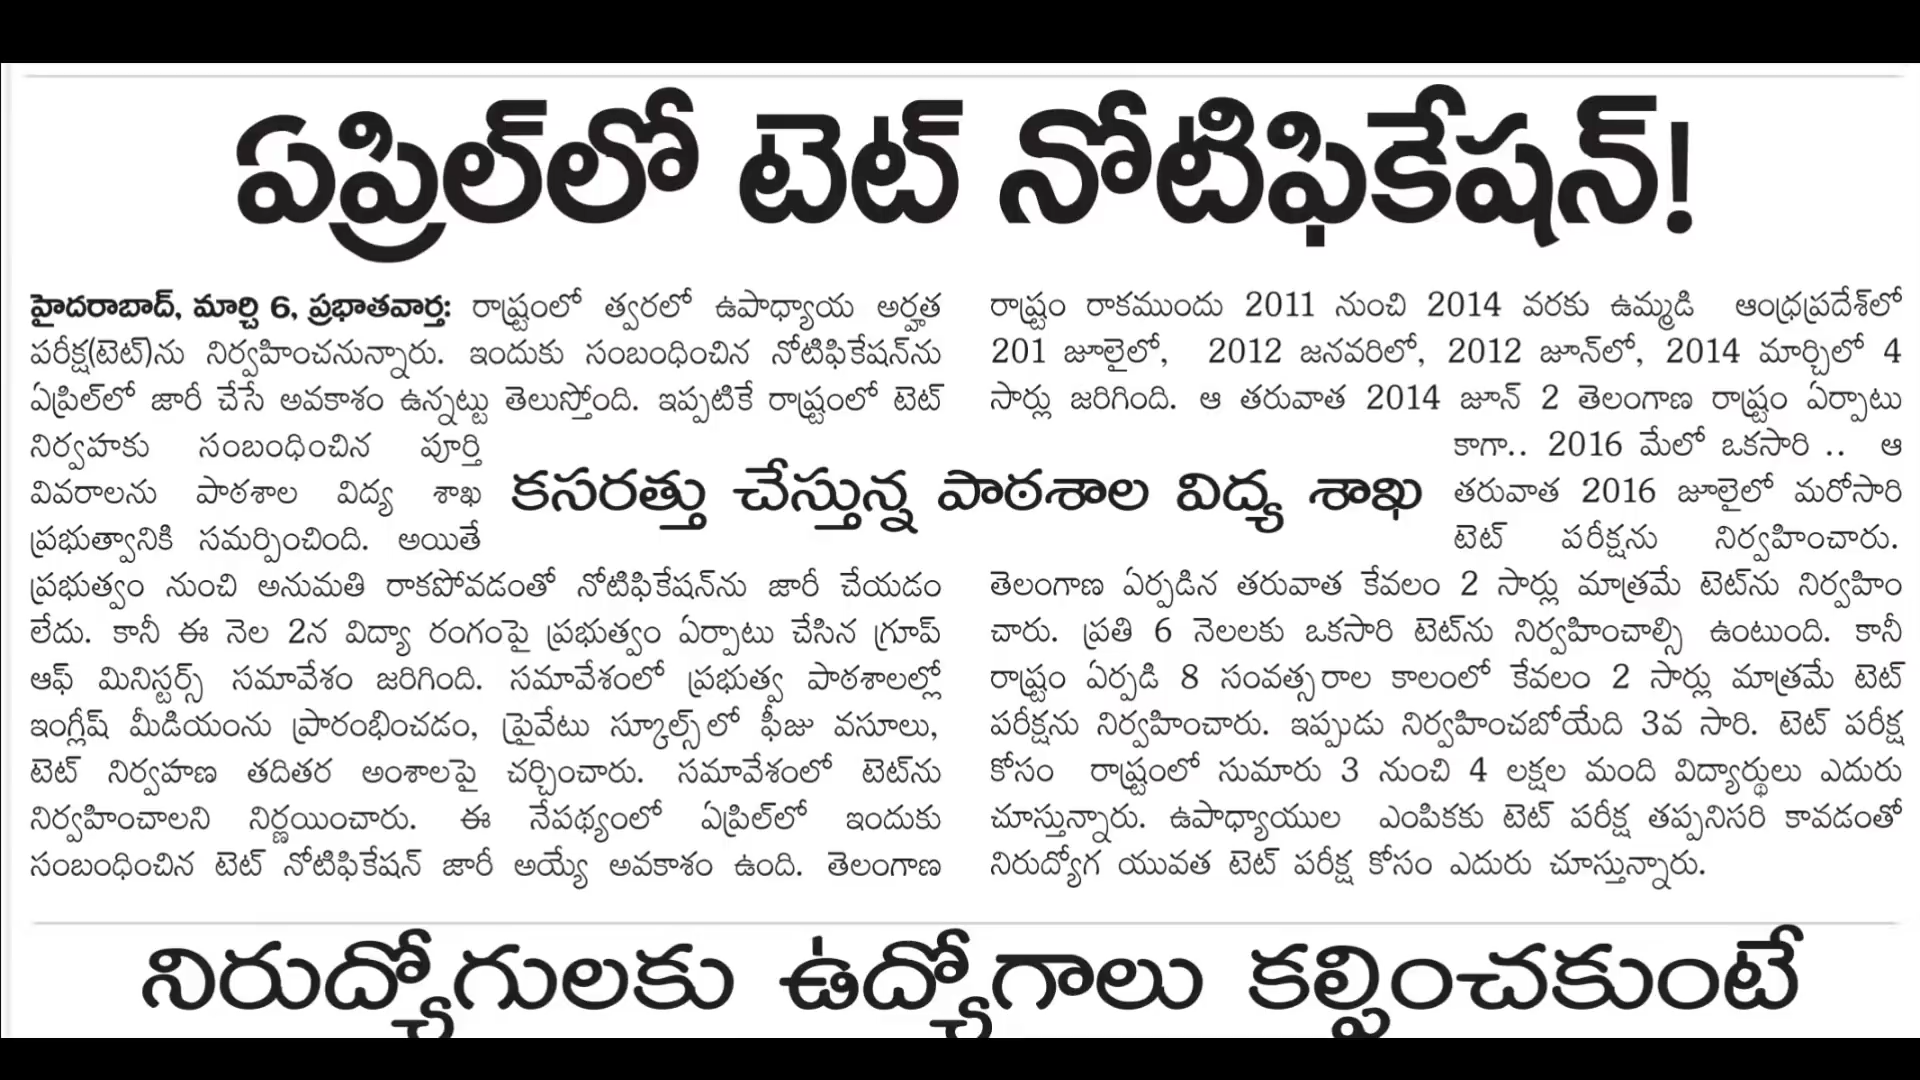 ఏప్రిల్‌లో టెట్ నోటిఫికేషన్!
హైదరాబాద్, మార్చి 6, ప్రభాతవార్త: రాష్ట్రంలో త్వరలో ఉపాధ్యాయ అర్హత
పరీక్ష(టెట్)ను నిర్వహించనున్నారు. ఇందుకు సంబంధించిన నోటిఫికేషన్‌ను
ఏప్రిల్‌లో జారీ చేసే అవకాశం ఉన్నట్టు తెలుస్తోంది. ఇప్పటికే రాష్ట్రంలో టెట్
నిర్వహకు సంబంధించిన పూర్తి
వివరాలను పాఠశాల విద్య శాఖ
ప్రభుత్వానికి సమర్పించింది. అయితే
ప్రభుత్వం నుంచి అనుమతి రాకపోవడంతో నోటిఫికేషన్‌ను జారీ చేయడం
లేదు. కానీ ఈ నెల 2న విద్యా రంగంపై ప్రభుత్వం ఏర్పాటు చేసిన గ్రూప్
ఆఫ్ మినిస్టర్స్ సమావేశం జరిగింది. సమావేశంలో ప్రభుత్వ పాఠశాలల్లో
ఇంగ్లీష్ మీడియంను ప్రారంభించడం, ప్రైవేటు స్కూల్స్‌లో ఫీజు వసూలు,
టెట్ నిర్వహణ తదితర అంశాలపై చర్చించారు. సమావేశంలో టెట్‌ను
నిర్వహించాలని నిర్ణయించారు. ఈ నేపథ్యంలో ఏప్రిల్‌లో ఇందుకు
సంబంధించిన టెట్ నోటిఫికేషన్ జారీ అయ్యే అవకాశం ఉంది. తెలంగాణ
కసరత్తు చేస్తున్న పాఠశాల విద్య శాఖ
రాష్ట్రం రాకముందు 2011 నుంచి 2014 వరకు ఉమ్మడి ఆంధ్రప్రదేశ్‌లో
201 జూలైలో, 2012 జనవరిలో, 2012 జూన్‌లో, 2014 మార్చిలో 4
సార్లు జరిగింది. ఆ తరువాత 2014 జూన్ 2 తెలంగాణ రాష్ట్రం ఏర్పాటు
కాగా.. 2016 మేలో ఒకసారి .. ఆ
తరువాత 2016 జూలైలో మరోసారి
టెట్ పరీక్షను నిర్వహించారు.
తెలంగాణ ఏర్పడిన తరువాత కేవలం 2 సార్లు మాత్రమే టెట్‌ను నిర్వహిం
చారు. ప్రతి 6 నెలలకు ఒకసారి టెట్‌ను నిర్వహించాల్సి ఉంటుంది. కానీ
రాష్ట్రం ఏర్పడి 8 సంవత్సరాల కాలంలో కేవలం 2 సార్లు మాత్రమే టెట్
పరీక్షను నిర్వహించారు. ఇప్పుడు నిర్వహించబోయేది 3వ సారి. టెట్ పరీక్ష
కోసం రాష్ట్రంలో సుమారు 3 నుంచి 4 లక్షల మంది విద్యార్థులు ఎదురు
చూస్తున్నారు. ఉపాధ్యాయుల ఎంపికకు టెట్ పరీక్ష తప్పనిసరి కావడంతో
నిరుద్యోగ యువత టెట్ పరీక్ష కోసం ఎదురు చూస్తున్నారు.
నిరుద్యోగులకు ఉద్యోగాలు కల్పించకుంటే